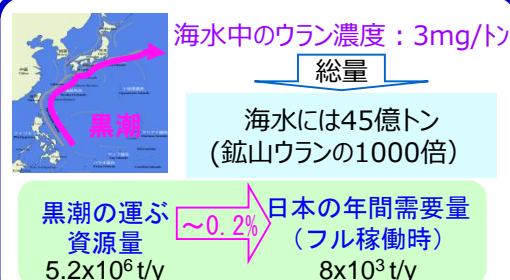 海水中のウラン濃度：3mg/トン
総量
黒潮
海水には45億トン
(鉱山ウランの1000倍)
黒潮の運ぶ
資源量
5.2x10⁶ t/y
～0.2%
日本の年間需要量
（フル稼働時）
8x10³ t/y